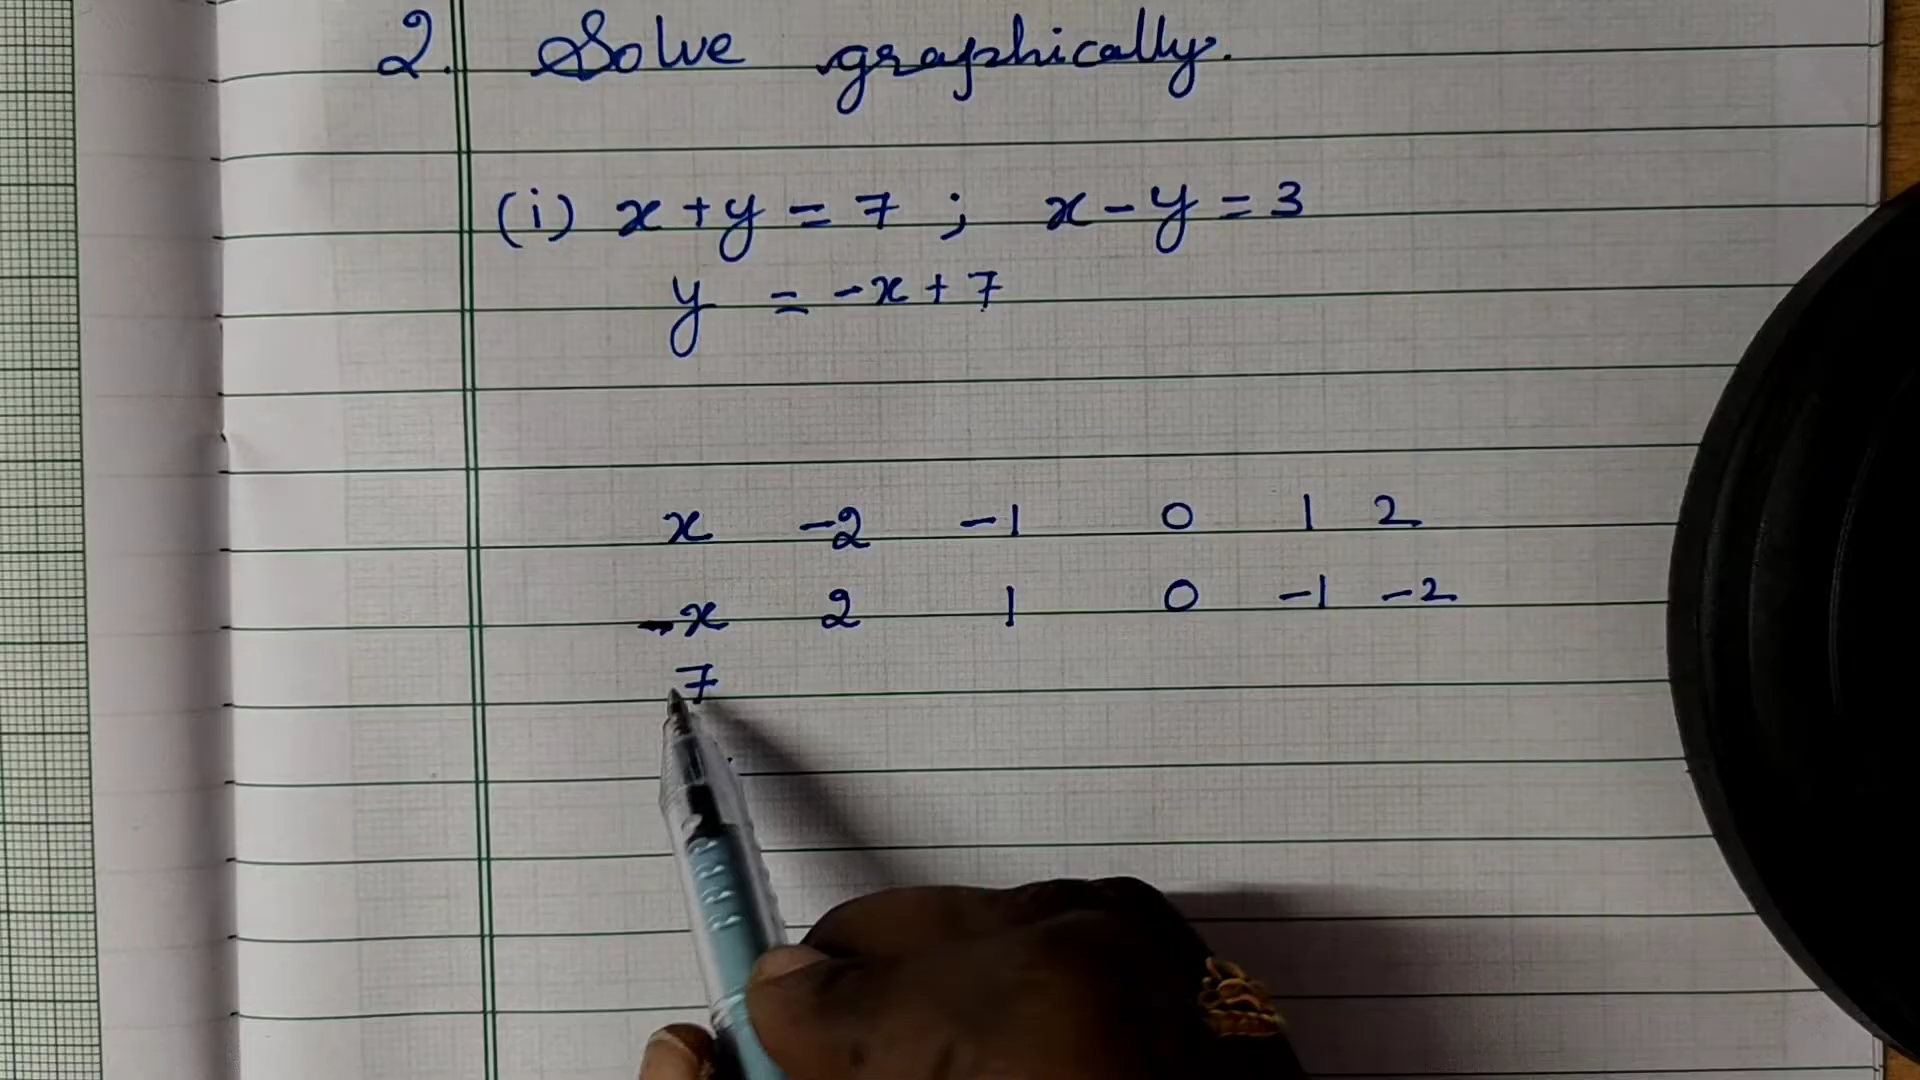 2. Solve graphically.
(i) x + y = 7 ; x - y = 3
y = -x + 7
x -2 -1 0 1 2
-x 2 1 0 -1 -2
7